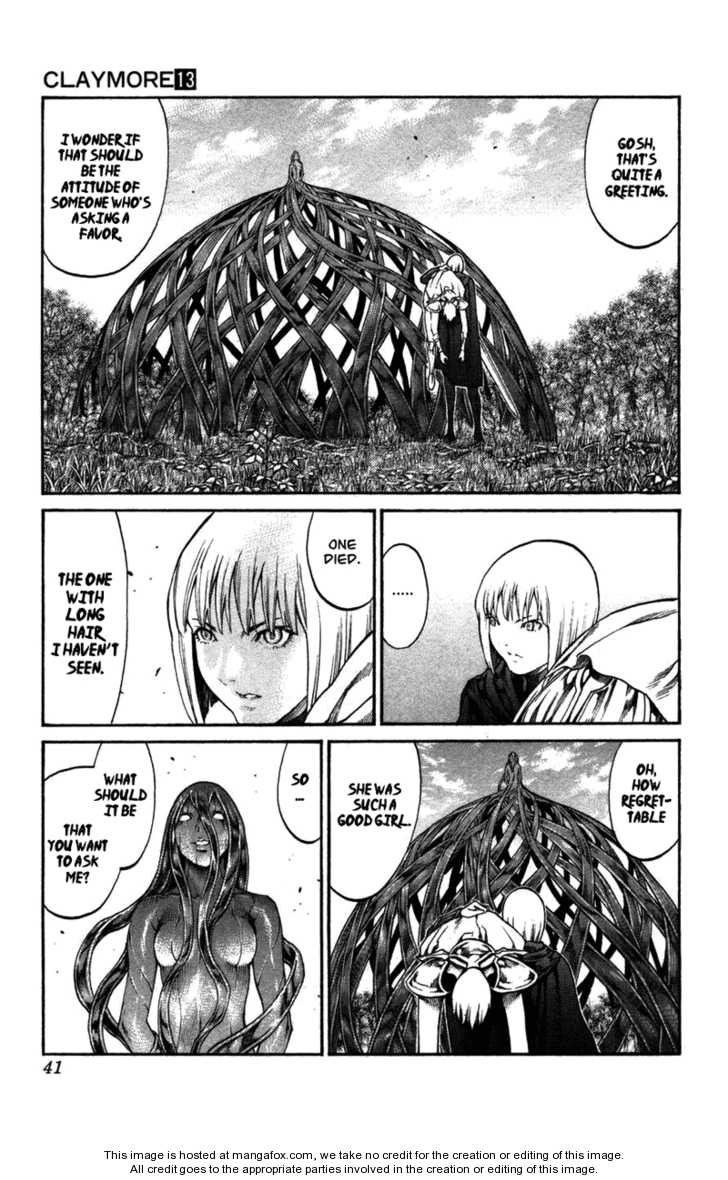 CLAYMORE 13
GOSH,
THAT'S
QUITE A
GREETING.
I WONDER IF
THAT SHOULD
BE THE
ATTITUDE OF
SOMEONE WHO'S
ASKING A
FAVOR.
.....
ONE
DIED.
THE ONE
WITH
LONG
HAIR
I HAVEN'T
SEEN.
OH,
HOW
REGRET-
TABLE
SHE WAS
SUCH A
GOOD GIRL..
SO
...
WHAT
SHOULD
IT BE
THAT
YOU WANT
TO ASK
ME?
41
This image is hosted at mangafox.com, we take no credit for the creation or editing of this image.
All credit goes to the appropriate parties involved in the creation or editing of this image.